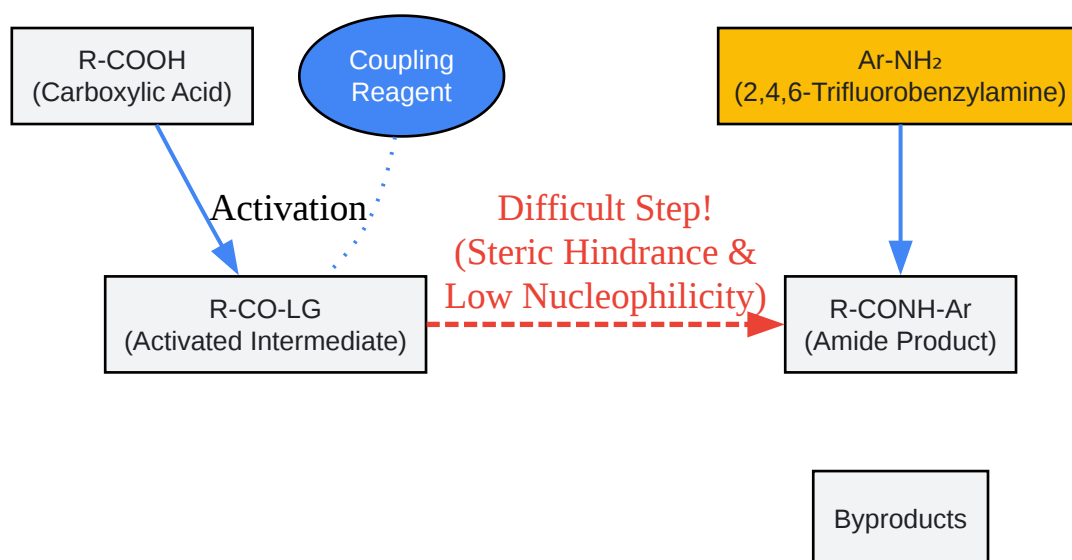 R-COOH
(Carboxylic Acid)
Coupling
Reagent
Ar-NH₂
(2,4,6-Trifluorobenzylamine)
Activation
Difficult Step!
(Steric Hindrance &
Low Nucleophilicity)
R-CO-LG
(Activated Intermediate)
R-CONH-Ar
(Amide Product)
Byproducts